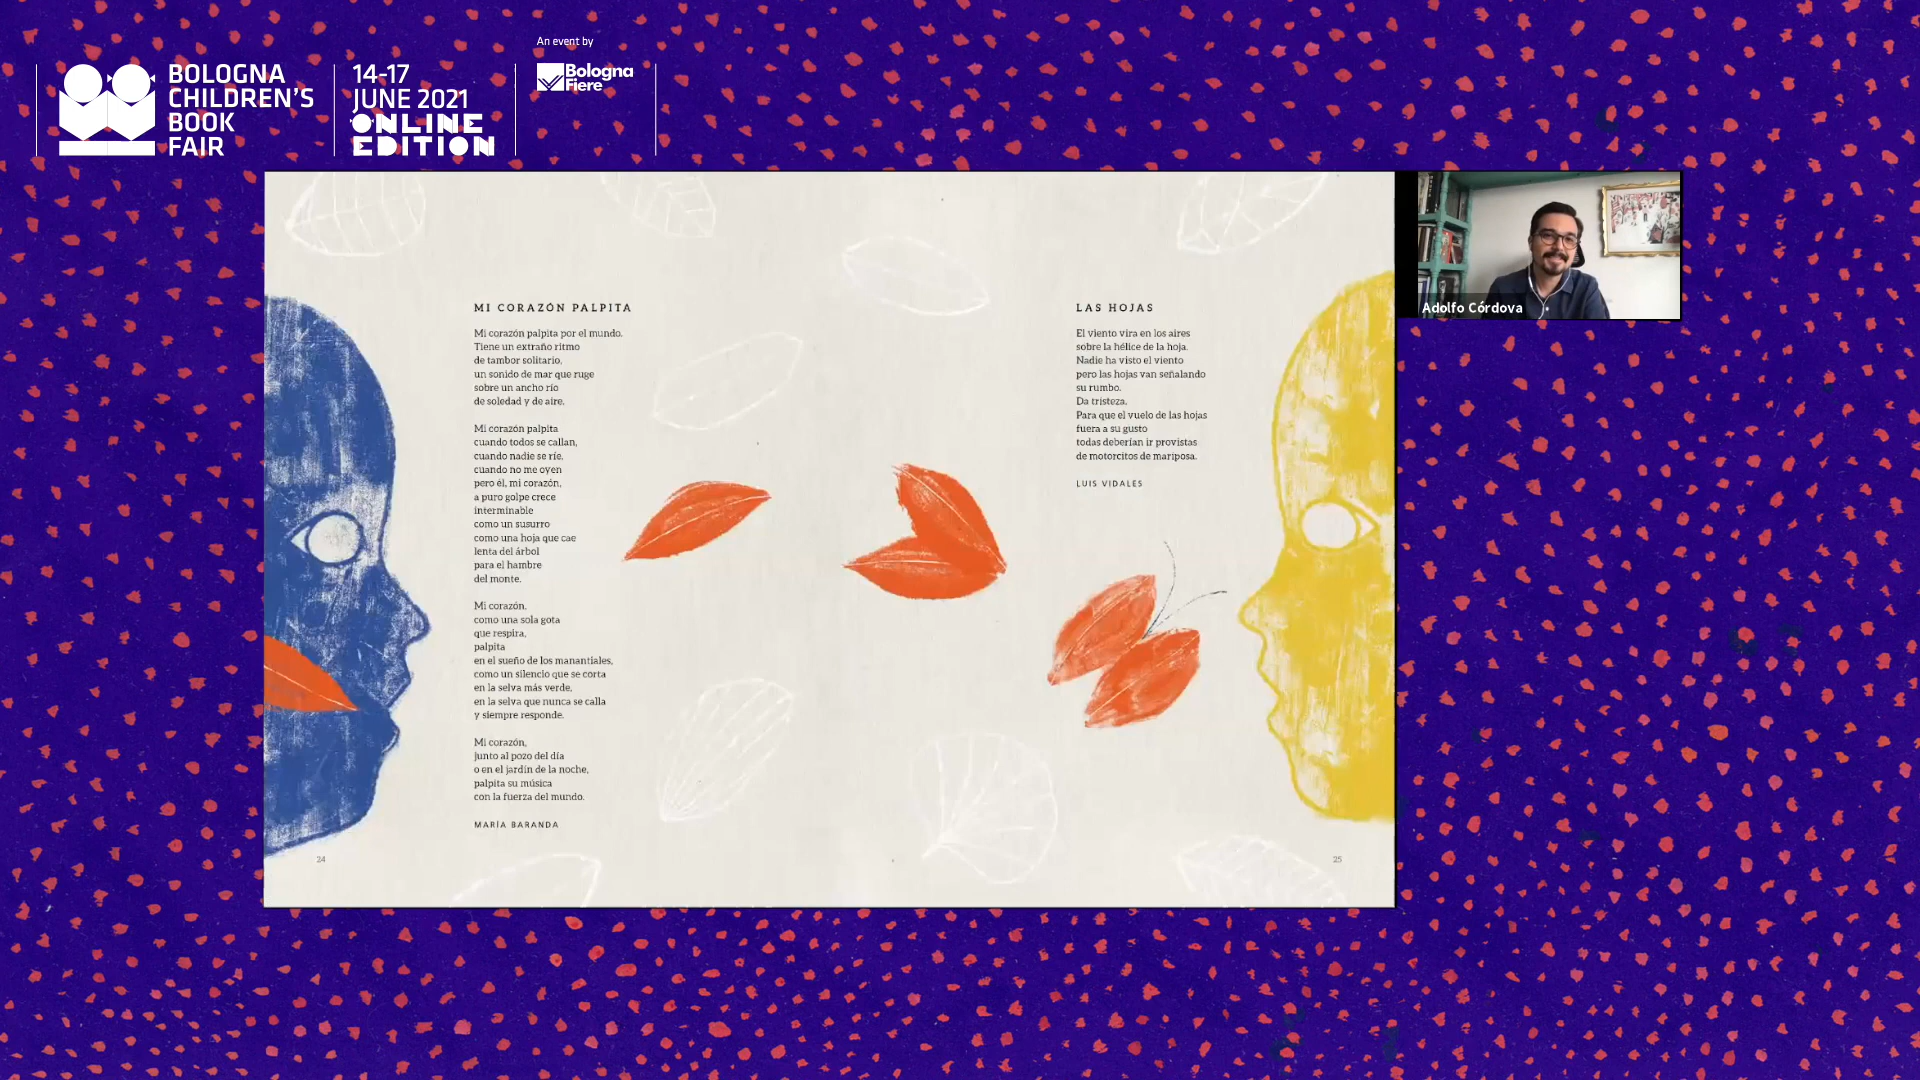 BOLOGNA
CHILDREN'S
BOOK
FAIR
14-17
JUNE 2021
ONLINE
EDITION
An event by
Bologna
Fiere
MI CORAZÓN PALPITA
Mi corazón palpita por el mundo.
Tiene un extraño ritmo
de tambor solitario,
un sonido de mar que ruge
sobre un ancho río
de soledad y de aire.
Mi corazón palpita
cuando todos se callan,
cuando nadie se ríe,
cuando no me oyen
pero él, mi corazón,
a puro golpe crece
interminable
como un susurro
como una hoja que cae
lenta del árbol
para el hambre
del monte.
Mi corazón,
como una sola gota
que respira,
palpita
en el sueño de los manantiales,
como un silencio que se corta
en la selva más verde,
en la selva que nunca se calla
y siempre responde.
Mi corazón,
junto al pozo del día
o en el jardín de la noche,
palpita su música
con la fuerza del mundo.
MARÍA BARANDA
24
LAS HOJAS
El viento vira en los aires
sobre la hélice de la hoja.
Nadie ha visto el viento
pero las hojas van señalando
su rumbo.
Da tristeza.
Para que el vuelo de las hojas
fuera a su gusto
todas deberían ir provistas
de motorcitos de mariposa.
LUIS VIDALES
25
Adolfo Córdova